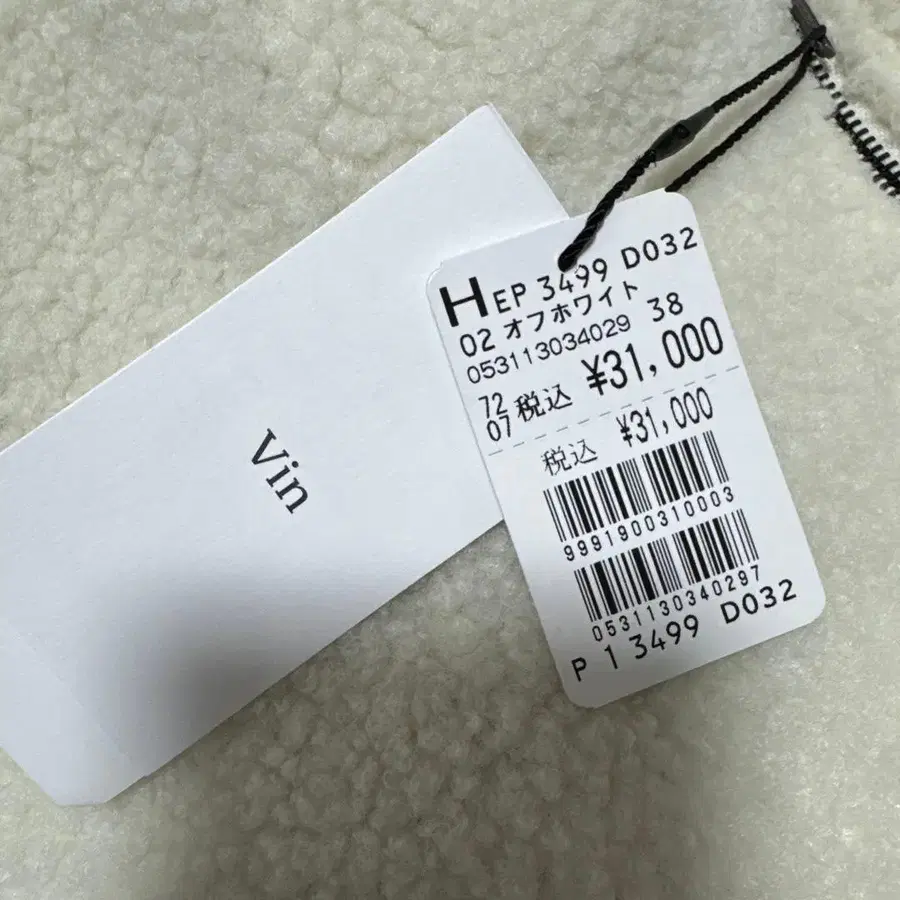 Vin
HEP 3499 D032
02 オフホワイト 38
053113034029
72
07 税込 ¥31,000
税込 ¥31,000
9991900310003
0531130340297
P 1 3499 D032